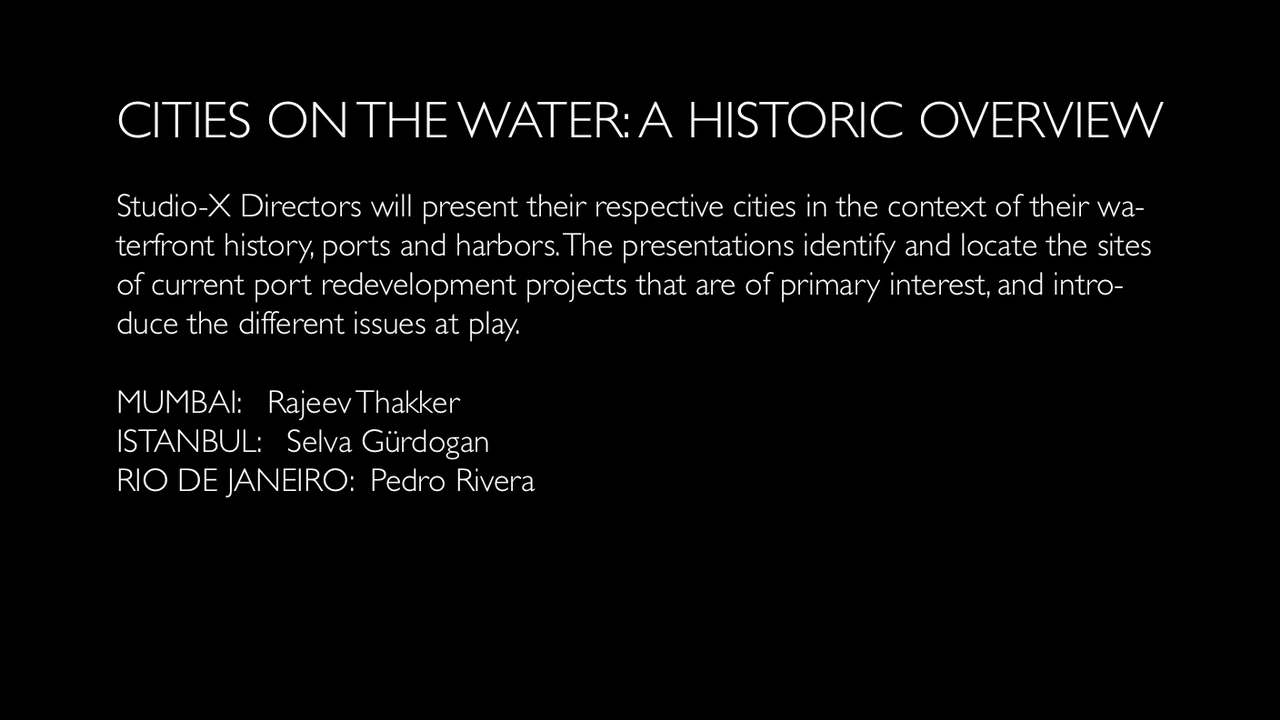 CITIES ON THE WATER: A HISTORIC OVERVIEW
Studio-X Directors will present their respective cities in the context of their wa-
terfront history, ports and harbors. The presentations identify and locate the sites
of current port redevelopment projects that are of primary interest, and intro-
duce the different issues at play.
MUMBAI: Rajeev Thakker
ISTANBUL: Selva Gürdogan
RIO DE JANEIRO: Pedro Rivera